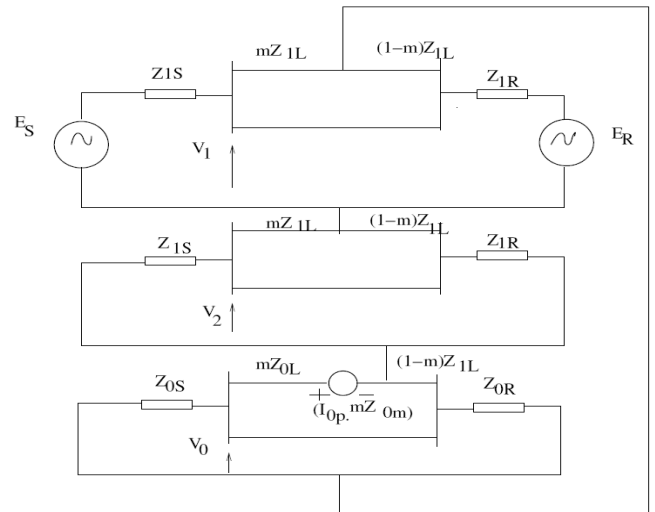 mZ 1L (1-m)Z1L
Z1S Z1R
ES ER
V1
mZ 1L (1-m)Z1L
Z 1S Z1R
V2
(1-m)Z 1L
mZ0L
Z0S Z0R
+ -
(I0p.mZ 0m)
V0